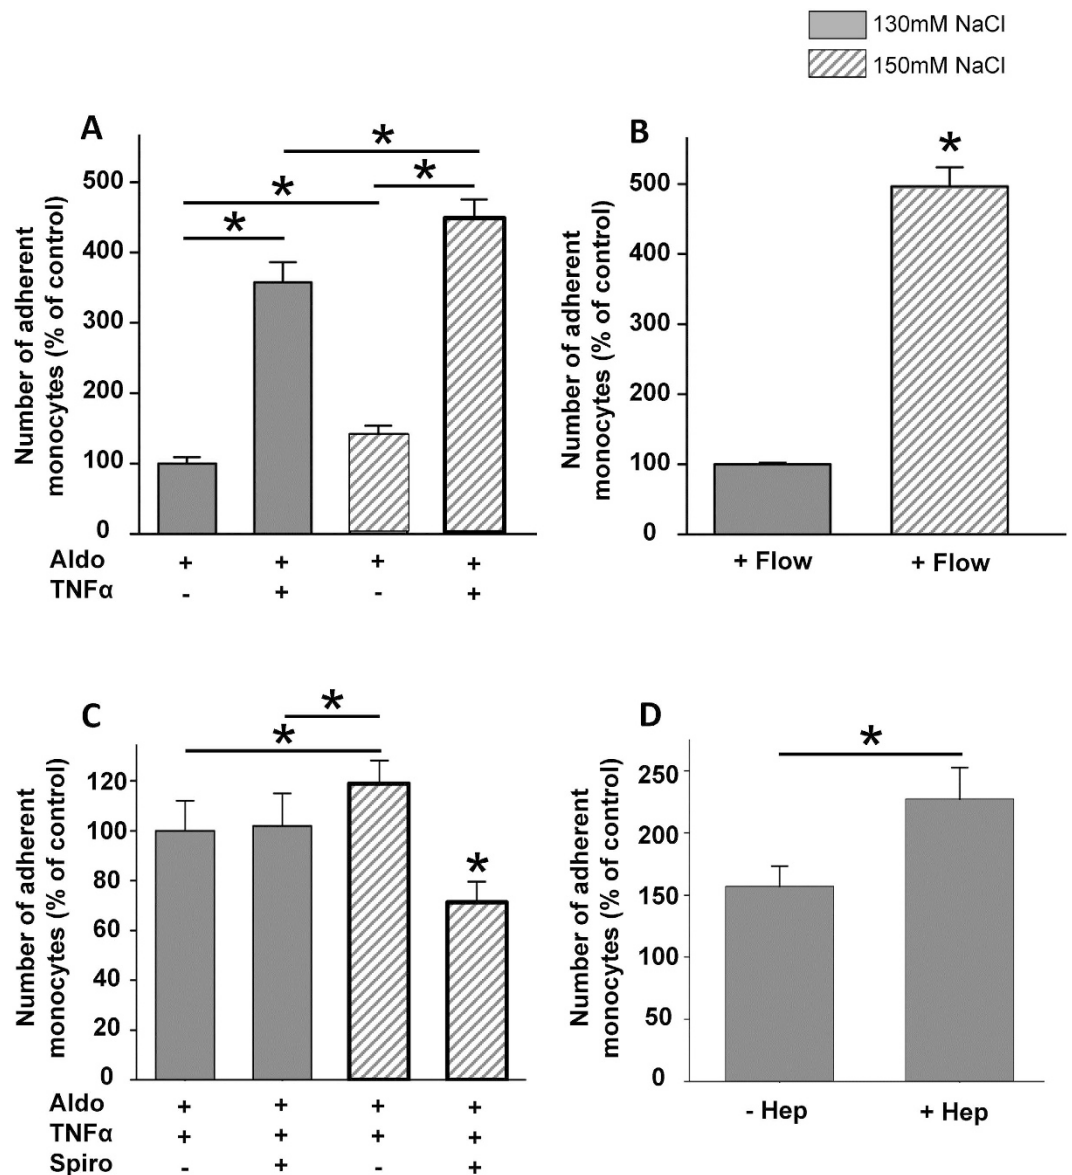 130mM NaCl
150mM NaCl
A
Number of adherent
monocytes (% of control)
500
400
300
200
100
0
* * * *
Aldo + + + +
TNFα - + - +
B
Number of adherent
monocytes (% of control)
500
400
300
200
100
0
*
+ Flow + Flow
C
Number of adherent
monocytes (% of control)
120
100
80
60
40
20
0
* * *
Aldo + + + +
TNFα + + + +
Spiro - + - +
D
Number of adherent
monocytes (% of control)
250
200
150
100
50
0
*
- Hep + Hep